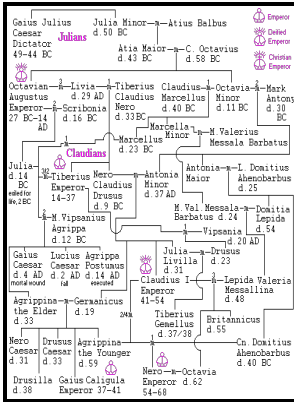 Gaius Julius Caesar Dictator 49-44 BC
Julia Minor d.50 BC
Atius Balbus
Julians
Atia Maior d.43 BC
C. Octavius d.58 BC
Emperor
Deified Emperor
Christian Emperor
Octavian Augustus Emperor 27 BC-14 AD
Livia d.29 AD
Scribonia d.16 BC
Tiberius Claudius Nero d.33 BC
Claudius Marcellus d.40 BC
Octavia Minor d.11 BC
Mark Antony d.30 BC
Marcella Minor
M.Valerius Messala Barbatus
Marcellus d.23 BC
Claudians
Julia d.14 BC
exiled for life, 2 BC
Tiberius Emperor 14-37
Nero Claudius Drusus d.9 BC
Antonia Minor d.37 AD
Antonia Maior
L. Domitius Ahenobarbus d.25
M.Vipsanius Agrippa d.12 BC
M.Val.Messala Barbatus d.24
Domitia Lepida d.54
Vipsania d.20 AD
Gaius Caesar d.4 AD
mortal wound
Lucius Caesar d.2 AD
fall
Agrippa Postumus d.14 AD
executed
Julia Livilla d.31
Drusus d.23
Claudius I Emperor 41-54
Lepida Valeria Messallina d.48
Agrippina the Elder d.33
Germanicus d.19
Tiberius Gemellus d.37/38
Britannicus d.55
Nero Caesar d.31
Drusus Caesar d.33
Agrippina the Younger d.59
Cn. Domitius Ahenobarbus d.40 BC
Drusilla d.38
Gaius Caligula Emperor 37-41
Nero Emperor 54-68
Octavia d.62